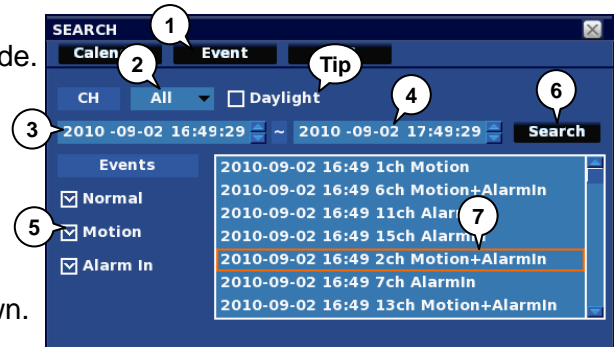 SEARCH
1
de.
Calen
Event
2
Tip
CH
All
Daylight
4
6
3
2010 -09-02 16:49:29 ~ 2010 -09-02 17:49:29
Search
Events
2010-09-02 16:49 1ch Motion
Normal
2010-09-02 16:49 6ch Motion+AlarmIn
2010-09-02 16:49 11ch Alarm
5
Motion
2010-09-02 16:49 15ch Alarm
7
Alarm In
2010-09-02 16:49 2ch Motion+AlarmIn
2010-09-02 16:49 7ch AlarmIn
wn.
2010-09-02 16:49 13ch Motion+AlarmIn